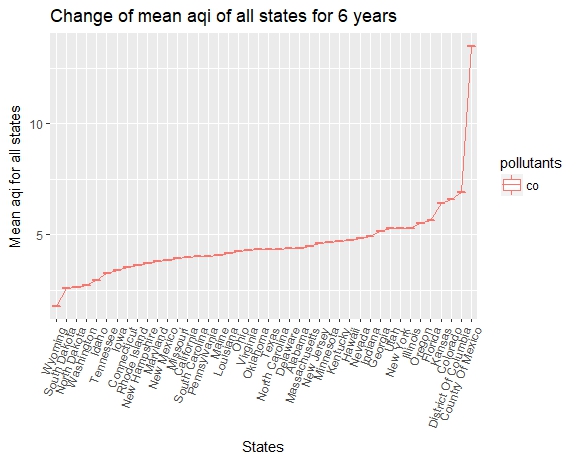 Change of mean aqi of all states for 6 years
Mean aqi for all states
10
5
Wyoming
South Dakota
North Dakota
Washington
Idaho
Tennessee
Iowa
Connecticut
Rhode Island
New Hampshire
Maryland
New Mexico
Missouri
California
South Carolina
Pennsylvania
Maine
Louisiana
Ohio
Virginia
Oklahoma
Texas
North Carolina
Delaware
Alabama
Massachusetts
New Jersey
Minnesota
Kentucky
Hawaii
Nevada
Indiana
Georgia
Utah
New York
Illinois
Oregon
Florida
Kansas
Colorado
District Of Columbia
Country Of Mexico
States
pollutants
co